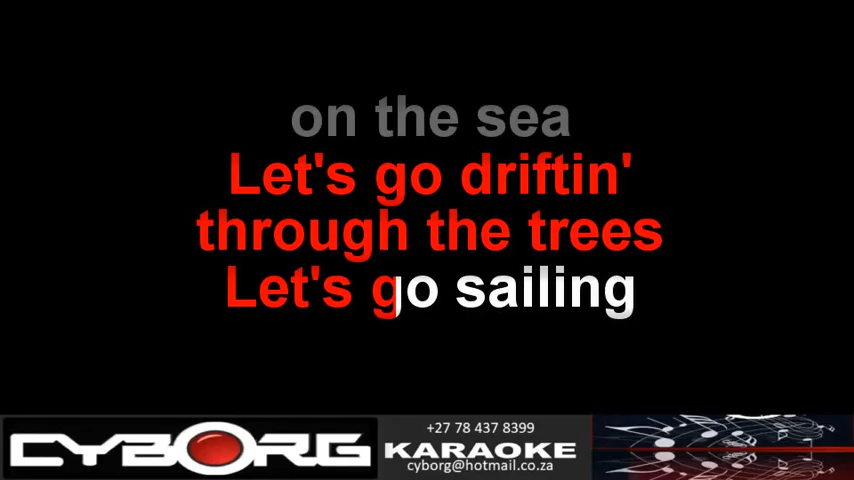 on the sea
Let's go driftin'
through the trees
Let's go sailing
CYBORG
+27 78 437 8399
KARAOKE
cyborg@hotmail.co.za